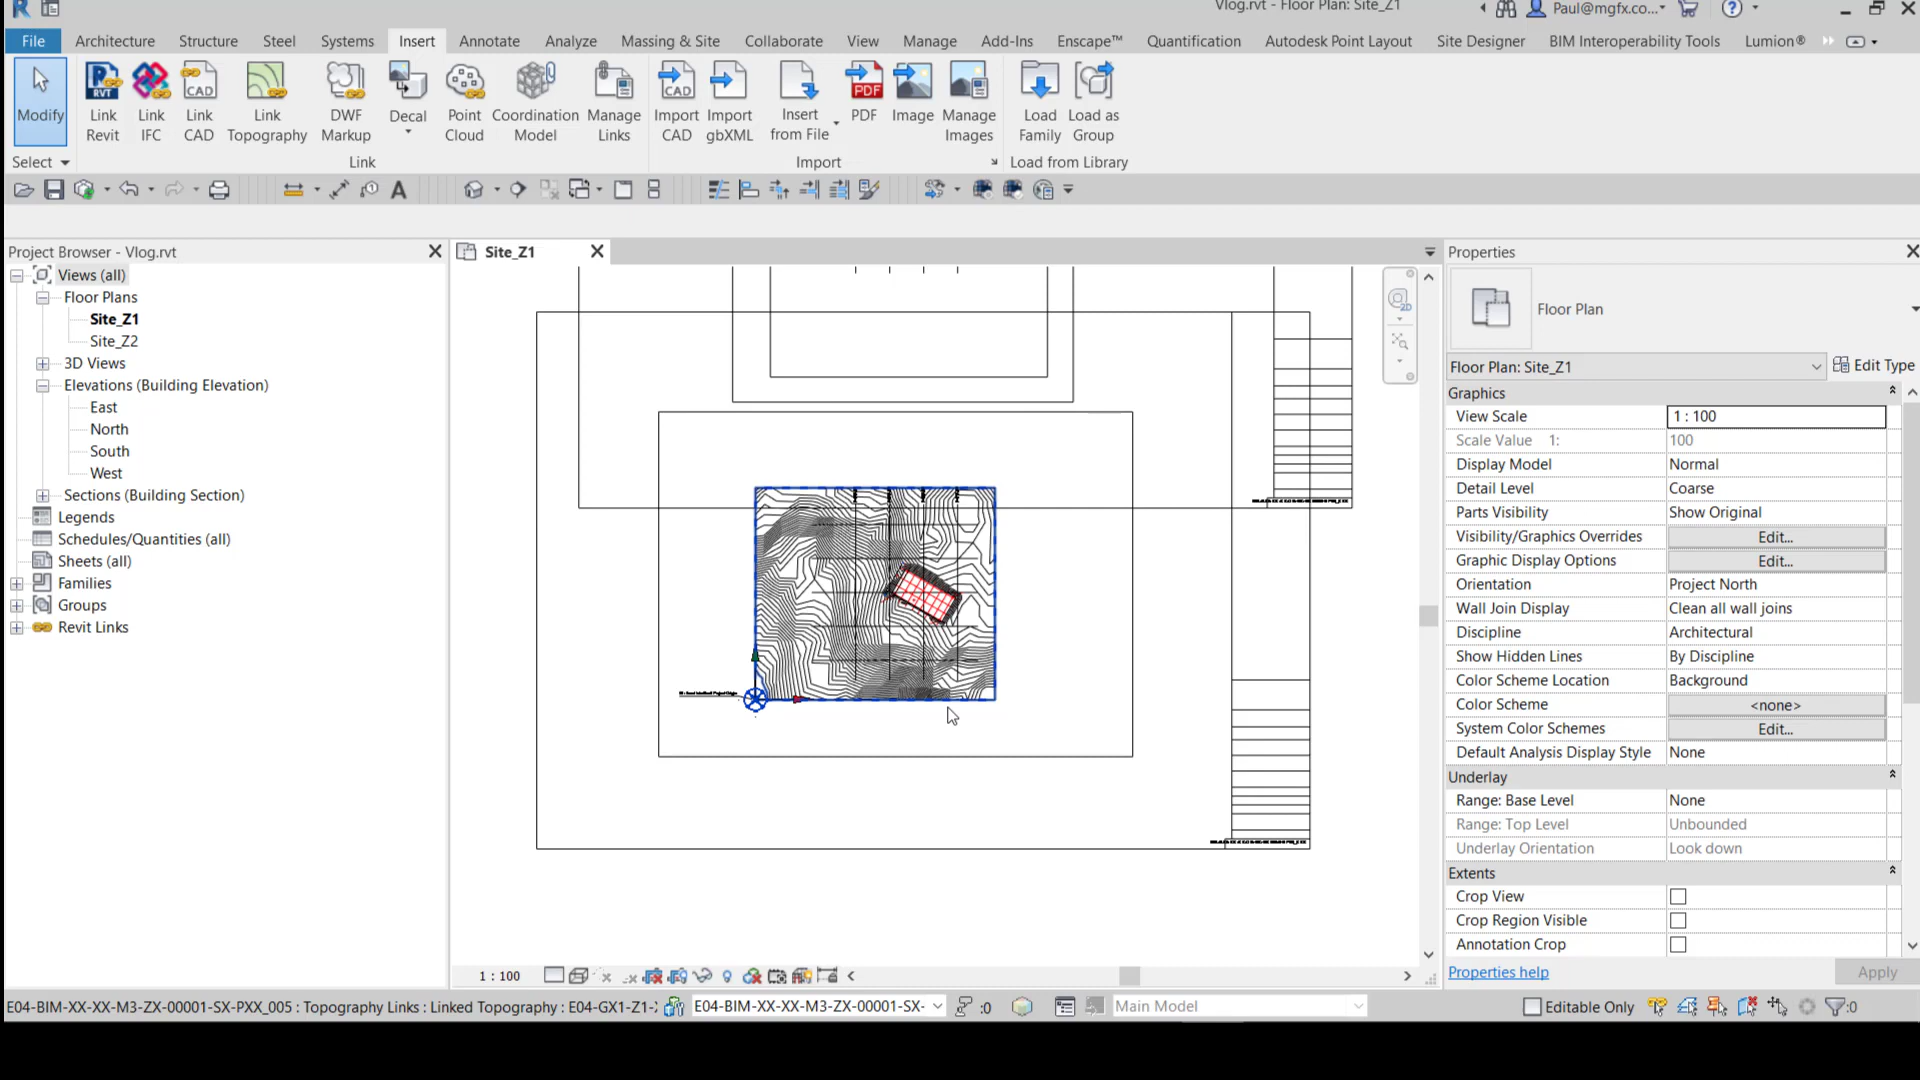 Vlog.rvt - Floor Plan: Site_Z1
Paul@mgfx.co...
File Architecture Structure Steel Systems Insert Annotate Analyze Massing & Site Collaborate View Manage Add-Ins Enscape™ Quantification Autodesk Point Layout Site Designer BIM Interoperability Tools Lumion®
Modify
Link Revit
Link IFC
Link CAD
Link Topography
DWF Markup
Decal
Point Cloud
Coordination Model
Manage Links
Import CAD
Import gbXML
Insert from File
PDF
Image
Manage Images
Load Family
Load as Group
Select Link Import Load from Library
Project Browser - Vlog.rvt
Views (all)
Floor Plans
Site_Z1
Site_Z2
3D Views
Elevations (Building Elevation)
East
North
South
West
Sections (Building Section)
Legends
Schedules/Quantities (all)
Sheets (all)
Families
Groups
Revit Links
Site_Z1
Properties
Floor Plan
Floor Plan: Site_Z1 Edit Type
Graphics
View Scale 1 : 100
Scale Value 1: 100
Display Model Normal
Detail Level Coarse
Parts Visibility Show Original
Visibility/Graphics Overrides Edit...
Graphic Display Options Edit...
Orientation Project North
Wall Join Display Clean all wall joins
Discipline Architectural
Show Hidden Lines By Discipline
Color Scheme Location Background
Color Scheme <none>
System Color Schemes Edit...
Default Analysis Display Style None
Underlay
Range: Base Level None
Range: Top Level Unbounded
Underlay Orientation Look down
Extents
Crop View
Crop Region Visible
Annotation Crop
Properties help Apply
1 : 100
E04-BIM-XX-XX-M3-ZX-00001-SX-PXX_005 : Topography Links : Linked Topography : E04-GX1-Z1-
E04-BIM-XX-XX-M3-ZX-00001-SX-
:0
Main Model
Editable Only
:0